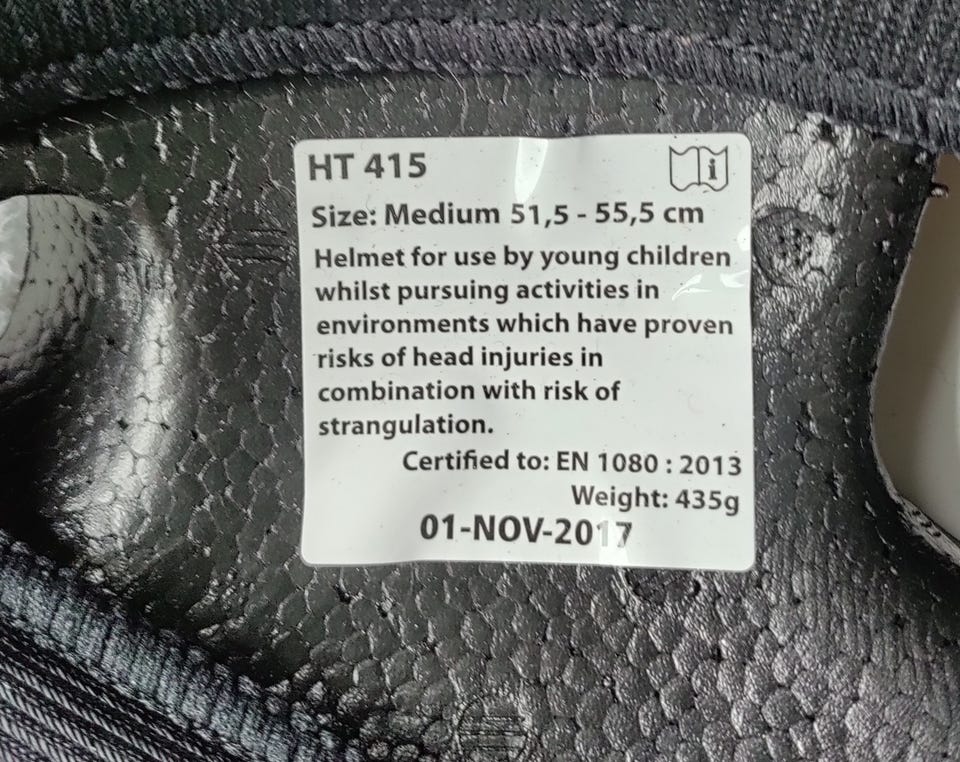 HT 415
i
Size: Medium 51,5 - 55,5 cm
Helmet for use by young children
whilst pursuing activities in
environments which have proven
risks of head injuries in
combination with risk of
strangulation.
Certified to: EN 1080 : 2013
Weight: 435g
01-NOV-2017